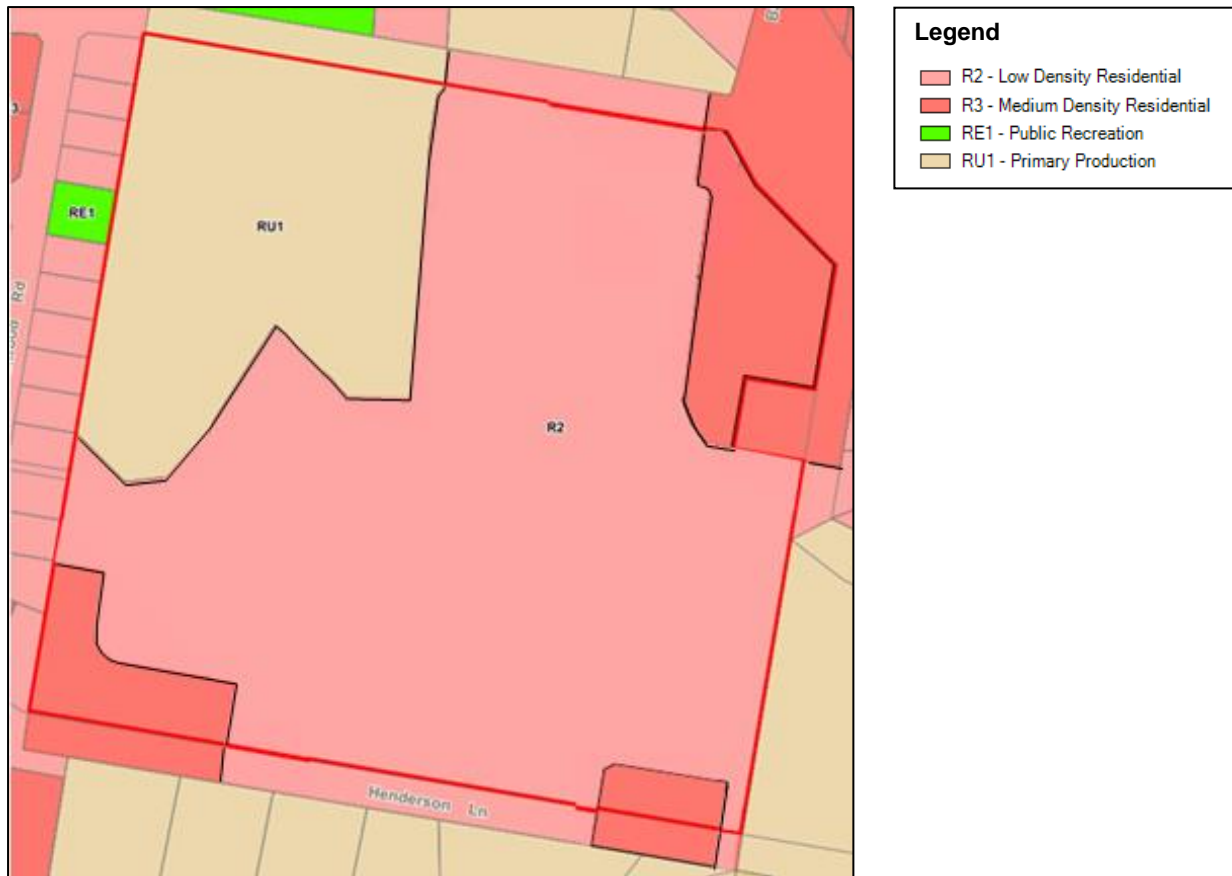 RE1
RU1
Rd
R2
Henderson Ln
Legend
R2 - Low Density Residential
R3 - Medium Density Residential
RE1 - Public Recreation
RU1 - Primary Production